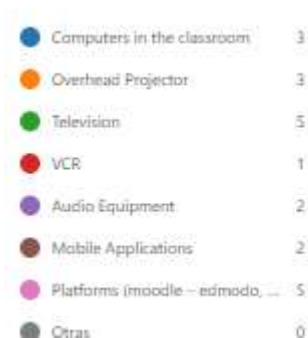 Computers in the classroom 3
Overhead Projector 3
Television 5
VCR 1
Audio Equipment 2
Mobile Applications 2
Platforms (moodle – edmodo, ... 5
Otras 0